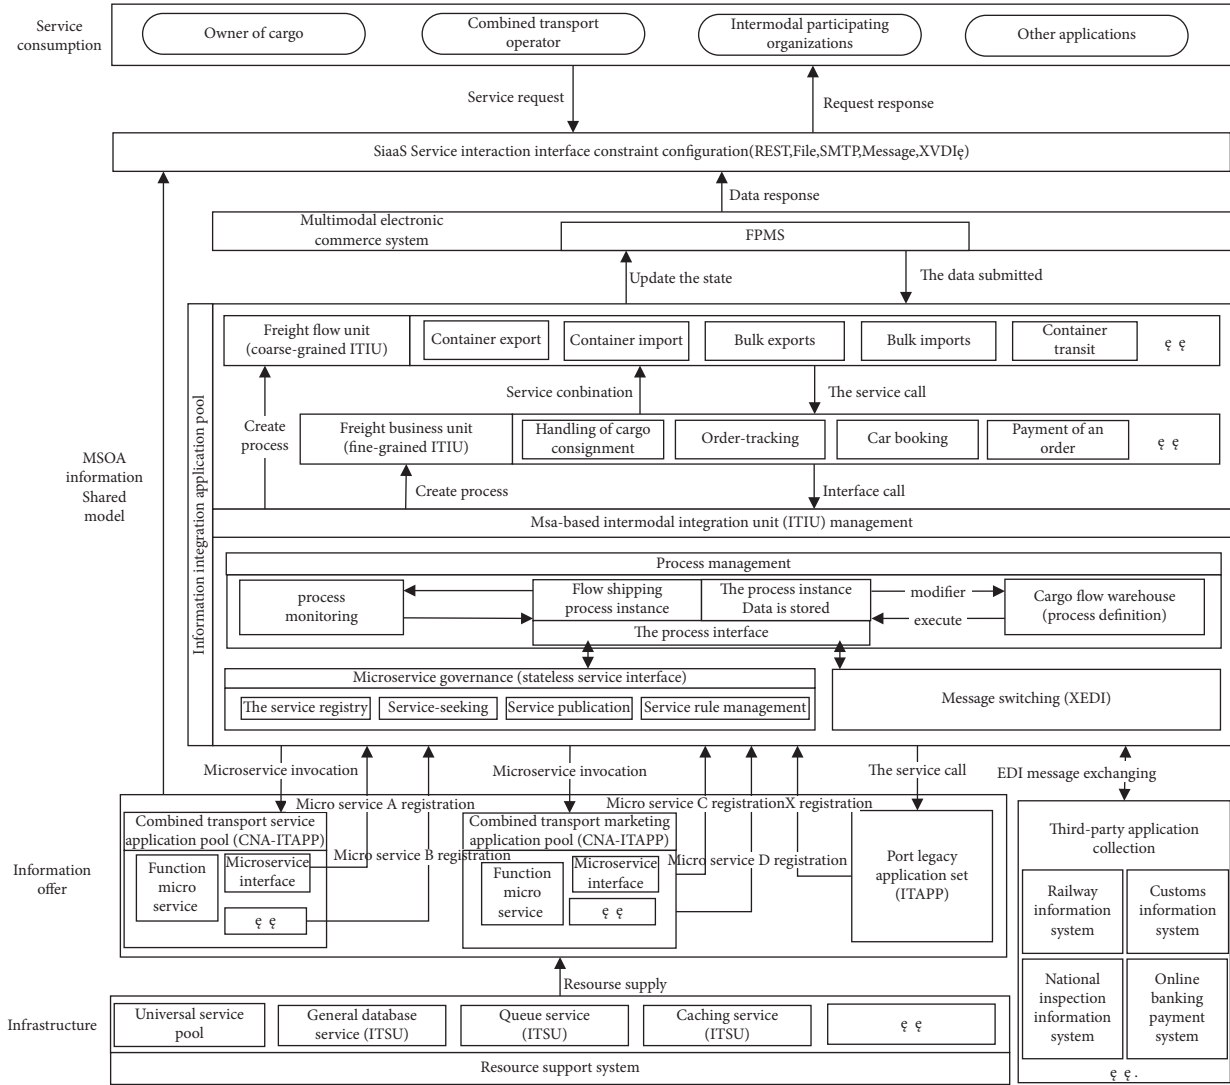 Service
consumption
Owner of cargo
Combined transport
operator
Intermodal participating
organizations
Other applications
Service request
Request response
SiaaS Service interaction interface constraint configuration(REST,File,SMTP,Message,XVDIę)
Data response
Multimodal electronic
commerce system
FPMS
Update the state
The data submitted
MSOA
information
Shared
model
Information integration application pool
Freight flow unit
(coarse-grained ITIU)
Container export
Container import
Bulk exports
Bulk imports
Container
transit
ę ę
Service conbination
The service call
Create
process
Freight business unit
(fine-grained ITIU)
Handling of cargo
consignment
Order-tracking
Car booking
Payment of an
order
ę ę
Create process
Interface call
Msa-based intermodal integration unit (ITIU) management
Process management
process
monitoring
Flow shipping
process instance
The process instance
Data is stored
The process interface
modifier
execute
Cargo flow warehouse
(process definition)
Microservice governance (stateless service interface)
The service registry
Service-seeking
Service publication
Service rule management
Message switching (XEDI)
Microservice invocation
Microservice invocation
The service call
EDI message exchanging
Micro service A registration
Micro service C registrationX registration
Information
offer
Combined transport service
application pool (CNA-ITAPP)
Function
micro
service
Microservice
interface
ę ę
Micro service B registration
Combined transport marketing
application pool (CNA-ITAPP)
Function
micro
service
Microservice
interface
ę ę
Micro service D registration
Port legacy
application set
(ITAPP)
Third-party application
collection
Railway
information
system
Customs
information
system
National
inspection
information
system
Online
banking
payment
system
ę ę.
Resourse supply
Infrastructure
Universal service
pool
General database
service (ITSU)
Queue service
(ITSU)
Caching service
(ITSU)
ę ę
Resource support system